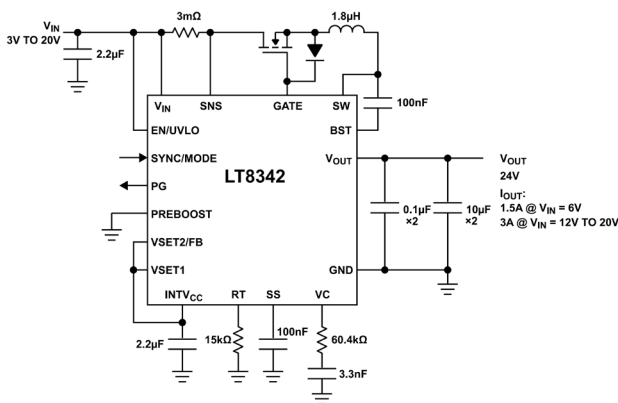 3mΩ
1.8µH
VIN
3V TO 20V
2.2µF
100nF
VIN SNS GATE SW
BST
EN/UVLO
SYNC/MODE
VOUT
VOUT
LT8342
24V
PG
IOUT:
1.5A @ VIN = 6V
3A @ VIN = 12V TO 20V
0.1µF
×2
10µF
×2
PREBOOST
VSET2/FB
VSET1
GND
INTVCC RT SS VC
2.2µF
15kΩ
100nF
60.4kΩ
3.3nF